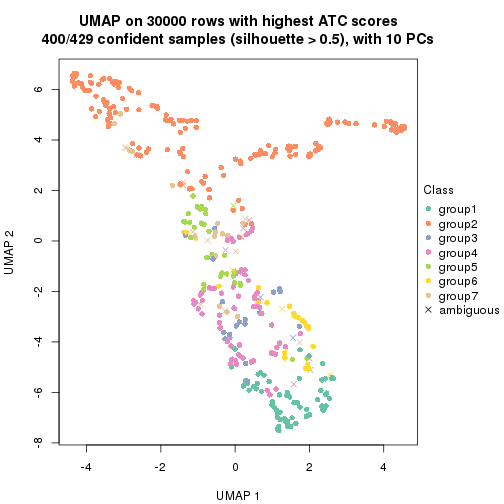 UMAP on 30000 rows with highest ATC scores
400/429 confident samples (silhouette > 0.5), with 10 PCs
6
4
2
0
-2
-4
-6
-8
UMAP 2
-4
-2
0
2
4
UMAP 1
Class
group1
group2
group3
group4
group5
group6
group7
ambiguous